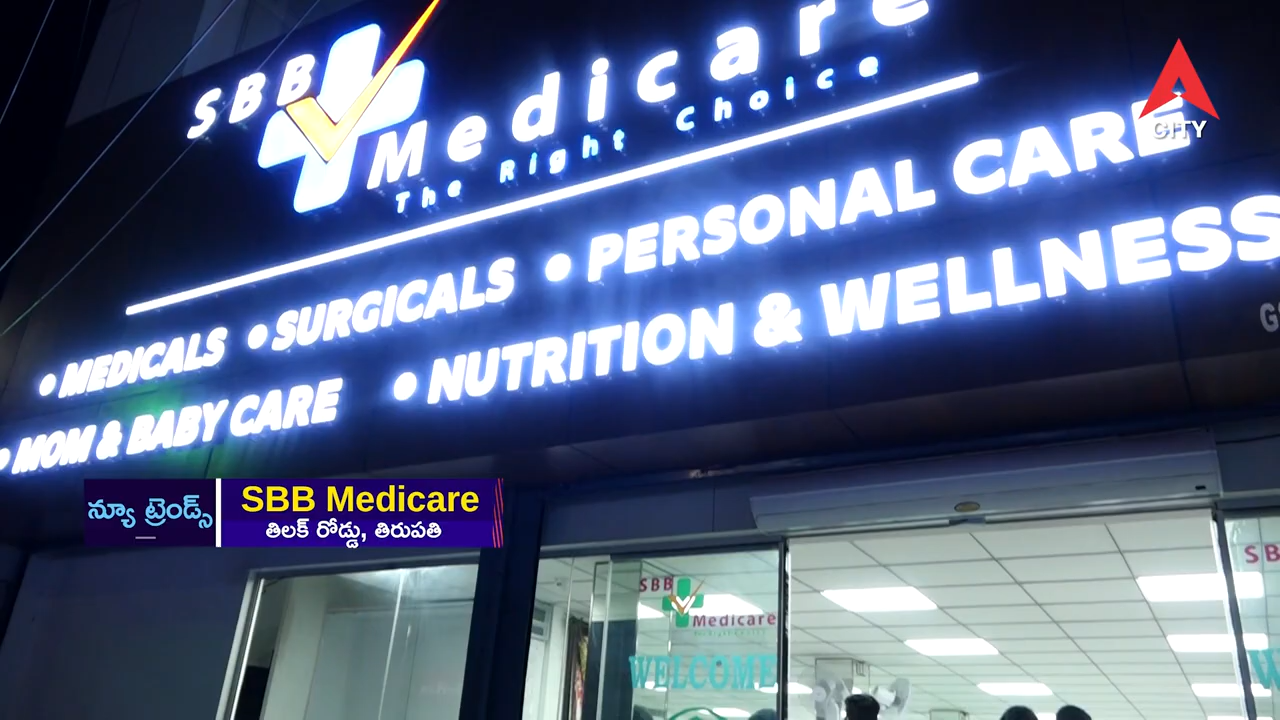 SBB Medicare
The Right Choice
CITY
• MEDICALS • SURGICALS • PERSONAL CARE
• MOM & BABY CARE • NUTRITION & WELLNESS
న్యూ ట్రెండ్స్
SBB Medicare
తిలక్ రోడ్డు, తిరుపతి
SBB
Medicare
WELCOME